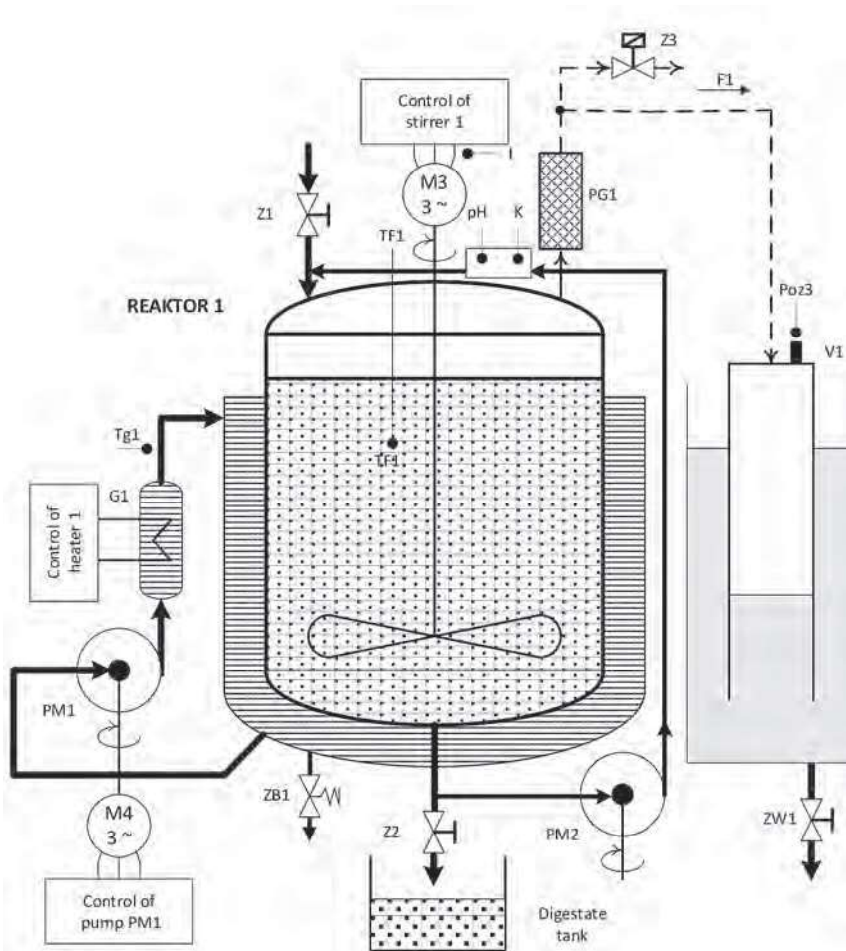 Z3
F1
Control of
stirrer 1
I
M3
3 ~
PG1
Z1
pH
K
TF1
Poz3
REAKTOR 1
V1
Tg1
TF1
G1
Control of
heater 1
PM1
ZB1
M4
3 ~
Z2
PM2
ZW1
Control of
pump PM1
Digestate
tank